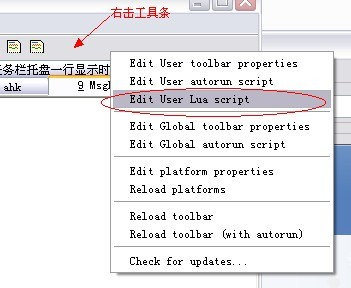 右击工具条
Edit User toolbar properties
务栏托盘一行显示时
Edit User autorun script
ahk
9 Msg
Edit User Lua script
Edit Global toolbar properties
Edit Global autorun script
Edit platform properties
Reload platforms
Reload toolbar
Reload toolbar (with autorun)
Check for updates...